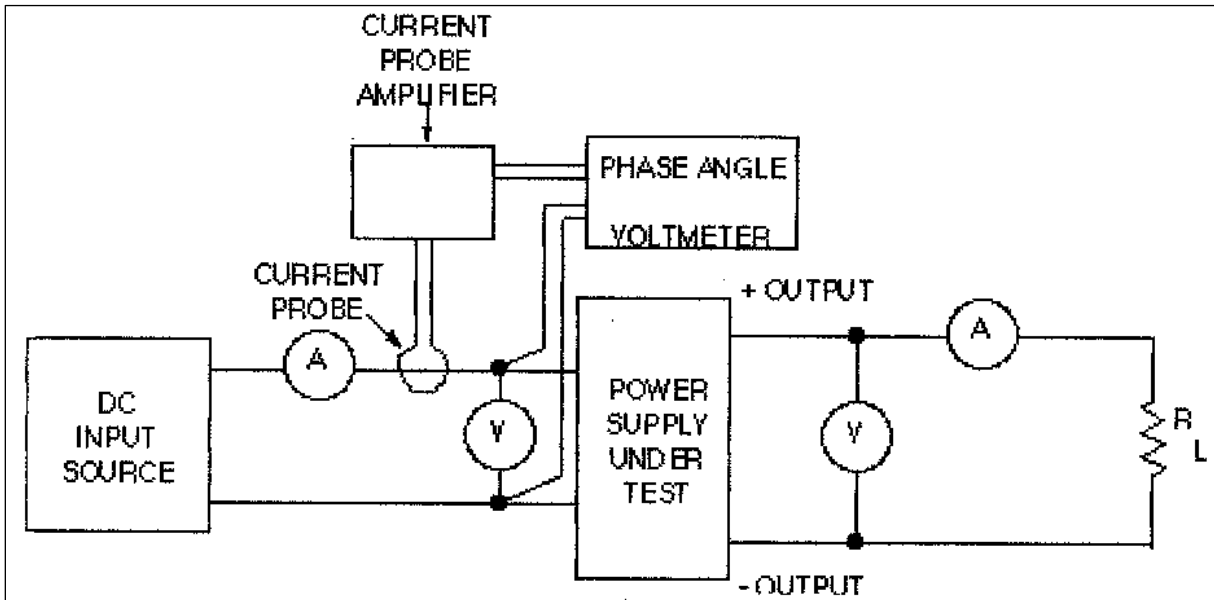 CURRENT
PROBE
AMPLIFIER
PHASE ANGLE
VOLTMETER
CURRENT
PROBE
+ OUTPUT
A
A
DC
INPUT
SOURCE
V
POWER
SUPPLY
UNDER
TEST
V
R
L
- OUTPUT